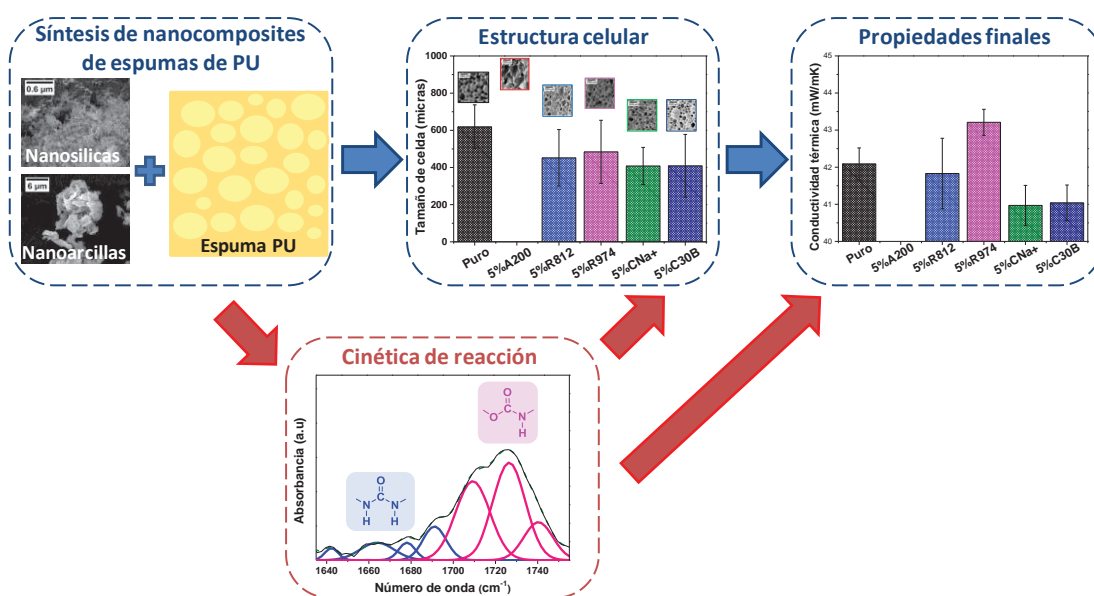 Síntesis de nanocomposites
de espumas de PU
0.6 µm
Nanosilicas
6 µm
Nanoarcillas
Espuma PU
Estructura celular
Tamaño de celda (micras)
1000
800
600
400
200
0
Puro
5%A200
5%R812
5%R974
5%CNa+
5%C30B
Propiedades finales
Conductividad térmica (mW/mK)
45
44
43
42
41
40
Puro
5%A200
5%R812
5%R974
5%CNa+
5%C30B
Cinética de reacción
Absorbancia (a.u)
O
C
N N
H H
O
C
O N
H
1640 1660 1680 1700 1720 1740
Número de onda (cm⁻¹)